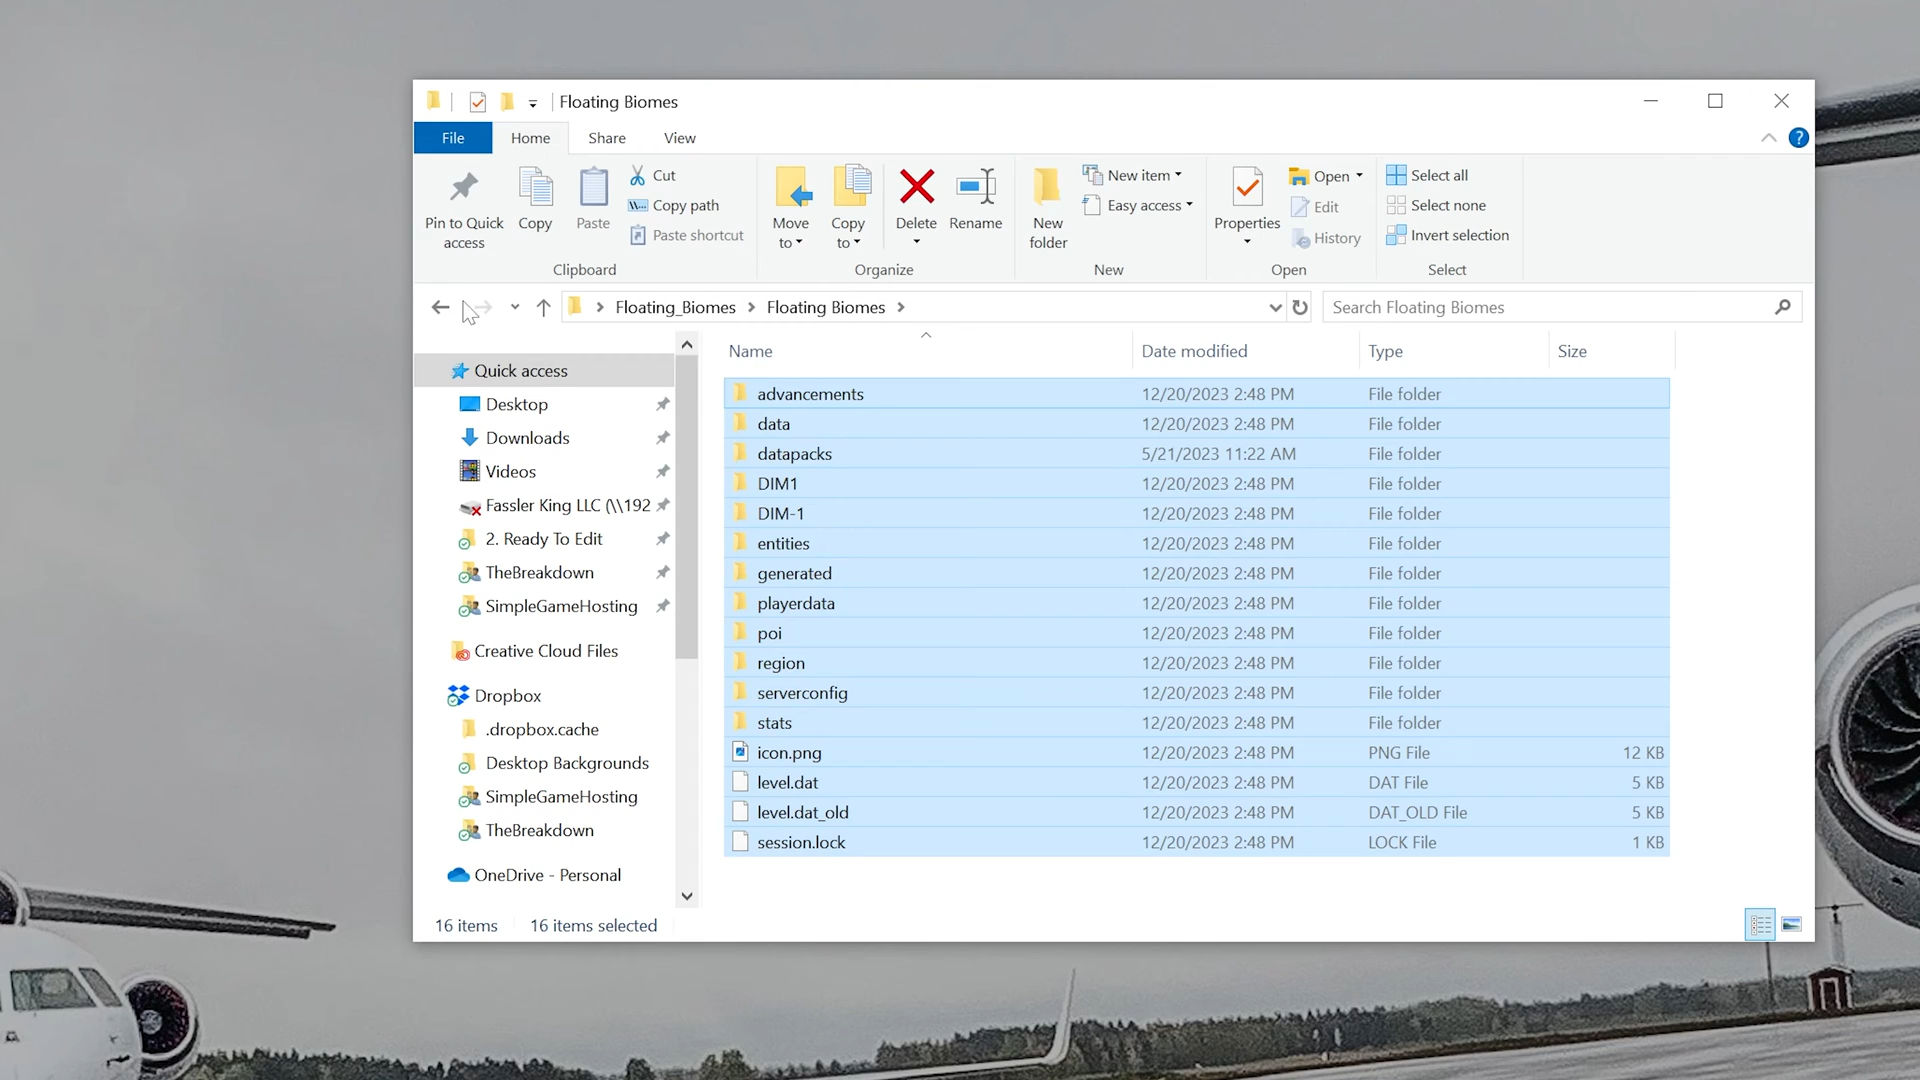 Floating Biomes
File Home Share View
Pin to Quick access
Copy
Paste
Cut
Copy path
Paste shortcut
Clipboard
Move to
Copy to
Delete
Rename
Organize
New folder
New item
Easy access
New
Properties
Open
Edit
History
Open
Select all
Select none
Invert selection
Select
Floating_Biomes > Floating Biomes >
Search Floating Biomes
Quick access
Desktop
Downloads
Videos
Fassler King LLC (\\192
2. Ready To Edit
TheBreakdown
SimpleGameHosting
Creative Cloud Files
Dropbox
.dropbox.cache
Desktop Backgrounds
SimpleGameHosting
TheBreakdown
OneDrive - Personal
Name Date modified Type Size
advancements 12/20/2023 2:48 PM File folder
data 12/20/2023 2:48 PM File folder
datapacks 5/21/2023 11:22 AM File folder
DIM1 12/20/2023 2:48 PM File folder
DIM-1 12/20/2023 2:48 PM File folder
entities 12/20/2023 2:48 PM File folder
generated 12/20/2023 2:48 PM File folder
playerdata 12/20/2023 2:48 PM File folder
poi 12/20/2023 2:48 PM File folder
region 12/20/2023 2:48 PM File folder
serverconfig 12/20/2023 2:48 PM File folder
stats 12/20/2023 2:48 PM File folder
icon.png 12/20/2023 2:48 PM PNG File 12 KB
level.dat 12/20/2023 2:48 PM DAT File 5 KB
level.dat_old 12/20/2023 2:48 PM DAT_OLD File 5 KB
session.lock 12/20/2023 2:48 PM LOCK File 1 KB
16 items 16 items selected